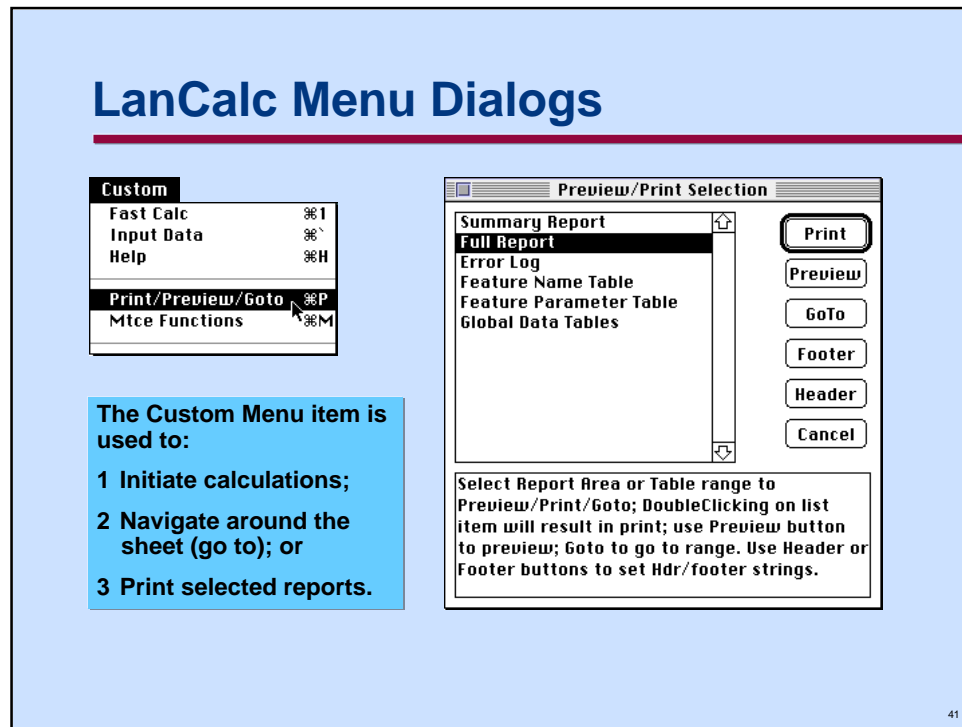 LanCalc Menu Dialogs
Custom
Fast Calc ⌘1
Input Data ⌘`
Help ⌘H
Print/Preview/Goto ⌘P
Mtce Functions ⌘M
The Custom Menu item is
used to:
1 Initiate calculations;
2 Navigate around the
sheet (go to); or
3 Print selected reports.
Preview/Print Selection
Summary Report
Full Report
Error Log
Feature Name Table
Feature Parameter Table
Global Data Tables
Print
Preview
GoTo
Footer
Header
Cancel
Select Report Area or Table range to
Preview/Print/Goto; DoubleClicking on list
item will result in print; use Preview button
to preview; Goto to go to range. Use Header or
Footer buttons to set Hdr/footer strings.
41